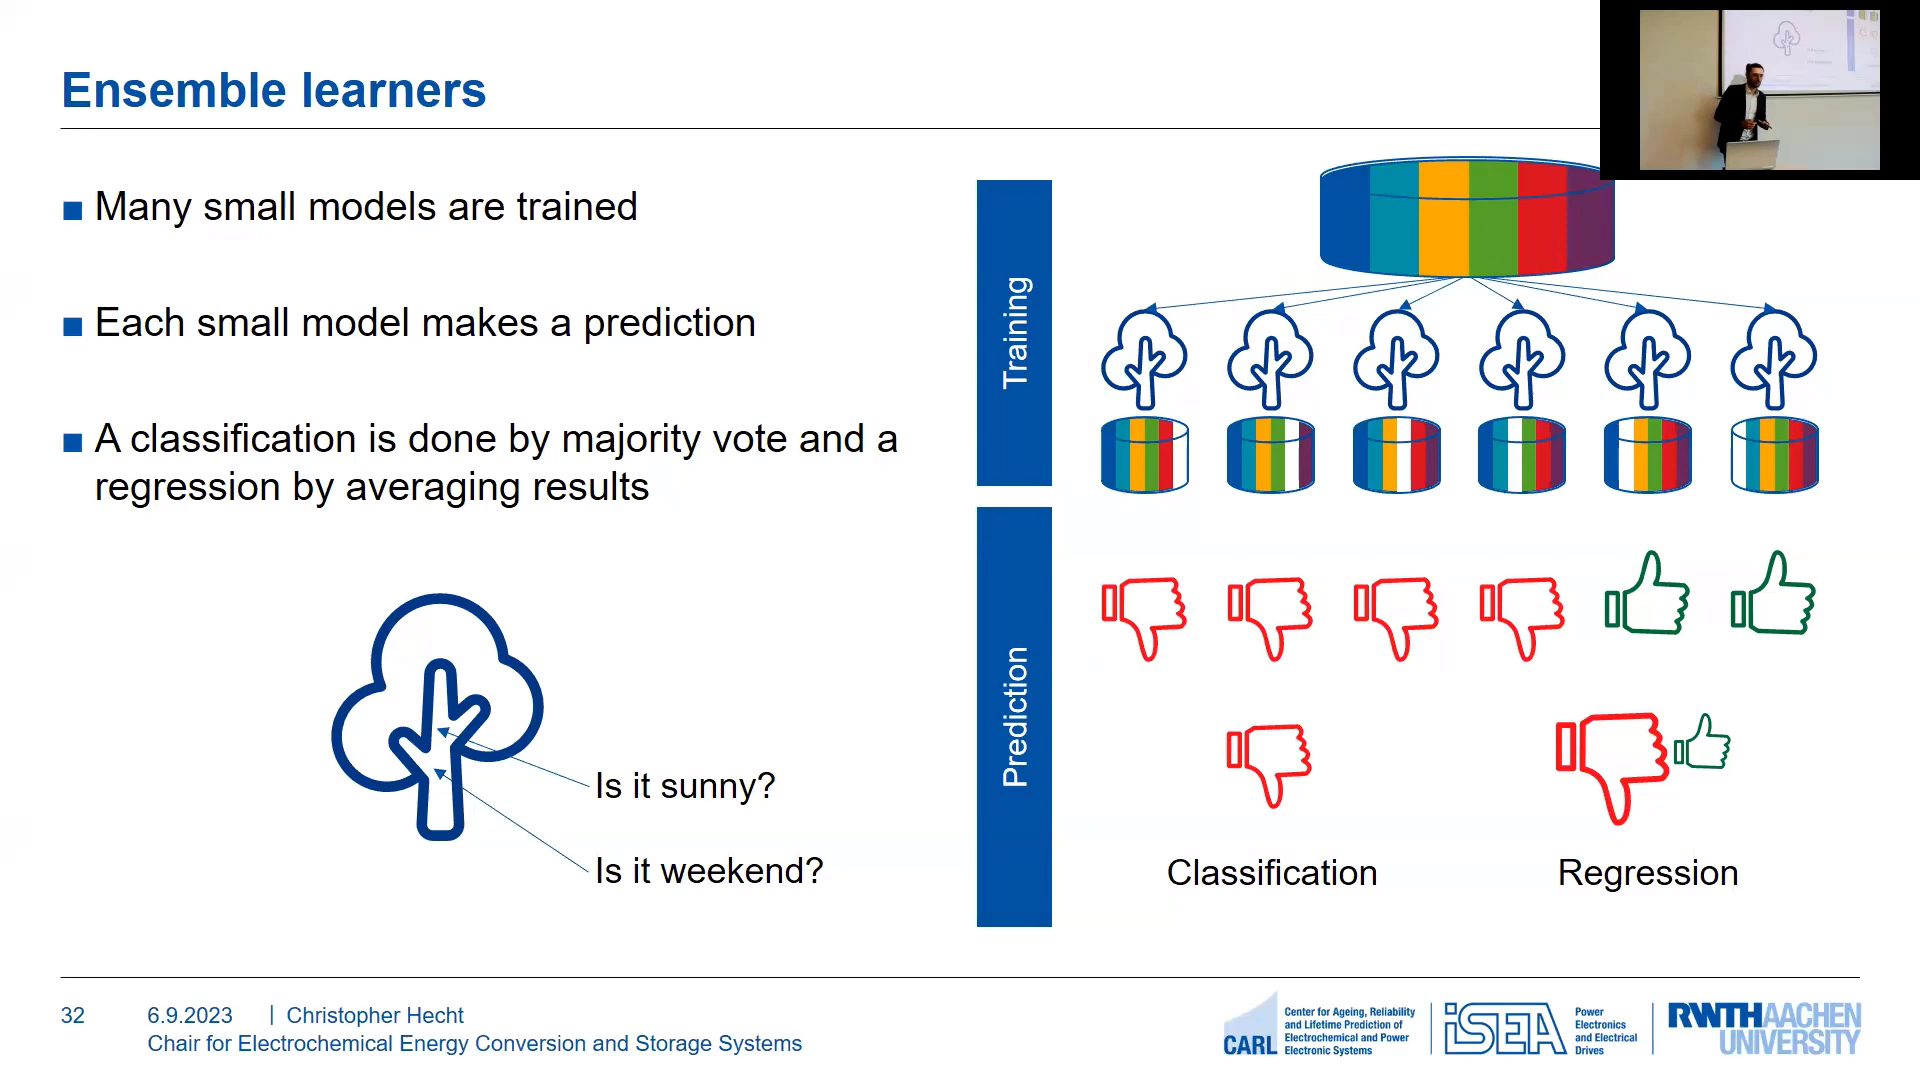 Ensemble learners
■ Many small models are trained
■ Each small model makes a prediction
■ A classification is done by majority vote and a
regression by averaging results
Is it sunny?
Is it weekend?
Training
Prediction
Classification
Regression
32
6.9.2023 | Christopher Hecht
Chair for Electrochemical Energy Conversion and Storage Systems
CARL
Center for Ageing, Reliability
and Lifetime Prediction of
Electrochemical and Power
Electronic Systems
iSEA
Power
Electronics
and Electrical
Drives
RWTHAACHEN
UNIVERSITY